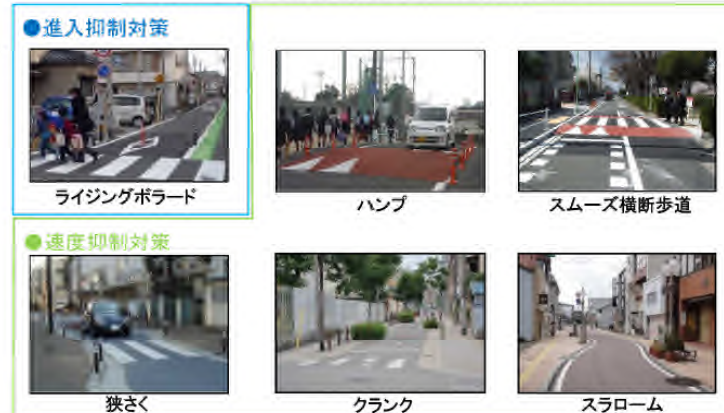 ●進入抑制対策
ライジングボラード
ハンプ
スムーズ横断歩道
●速度抑制対策
狭さく
クランク
スラローム